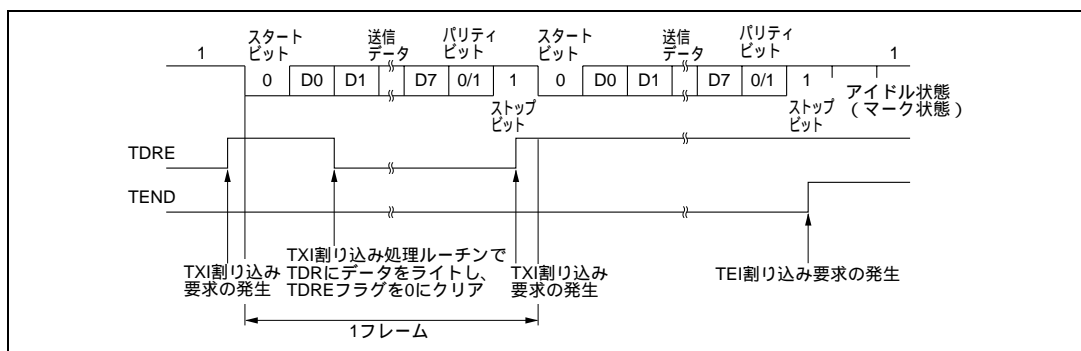 1
スタート
ビット
送信
データ
パリティ
ビット
スタート
ビット
送信
データ
パリティ
ビット
1
0 D0 D1 D7 0/1 1 0 D0 D1 D7 0/1 1
ストップ
ビット
ストップ
ビット
アイドル状態
(マーク状態)
TDRE
TEND
TXI割り込み
要求の発生
TXI割り込み処理ルーチンで
TDRにデータをライトし、
TDREフラグを0にクリア
TXI割り込み
要求の発生
TEI割り込み要求の発生
1フレーム